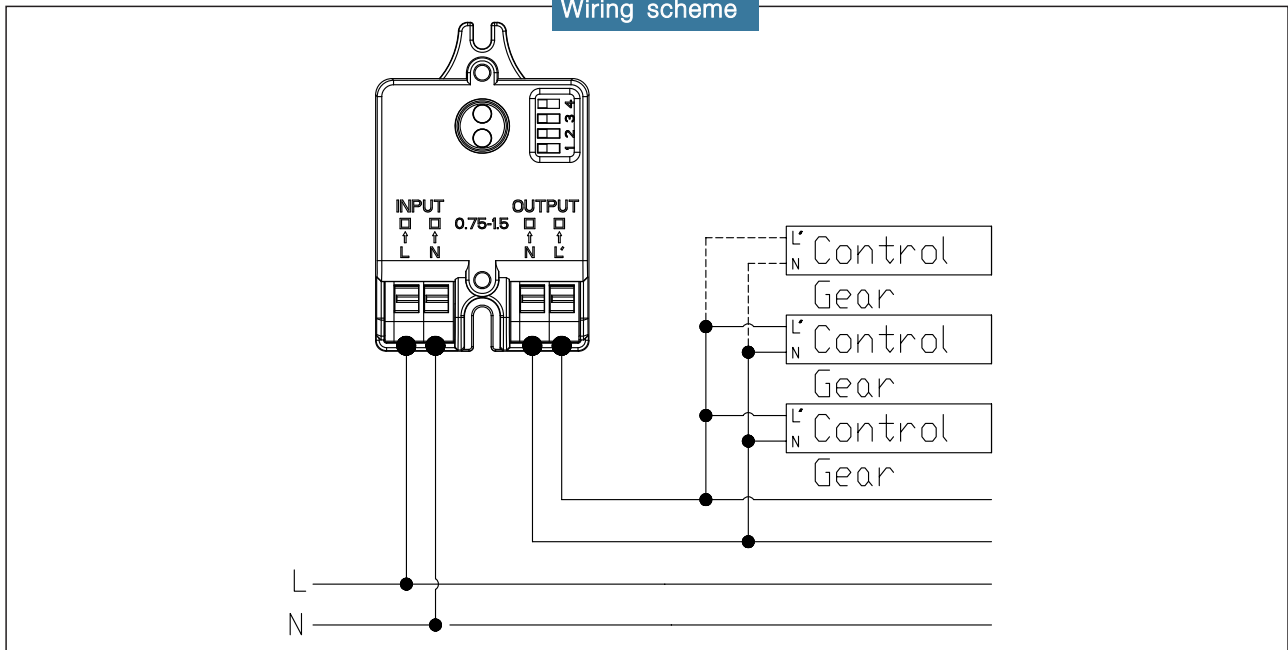 Wiring scheme
4
3
2
1
INPUT OUTPUT
0.75-1.5
L N N L'
L' Control
N
Gear
L' Control
N
Gear
L' Control
N
Gear
L
N